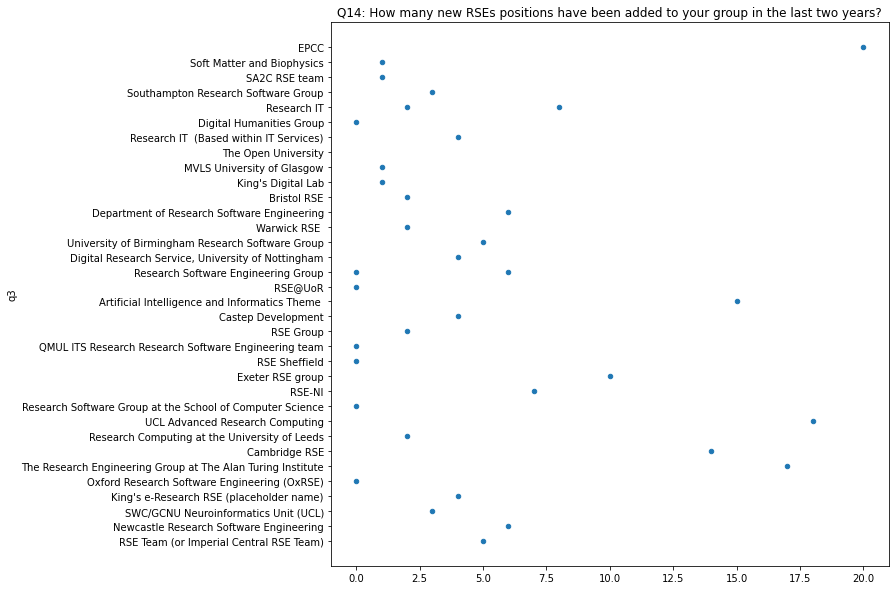 Q14: How many new RSEs positions have been added to your group in the last two years?
EPCC
Soft Matter and Biophysics
SA2C RSE team
Southampton Research Software Group
Research IT
Digital Humanities Group
Research IT  (Based within IT Services)
The Open University
MVLS University of Glasgow
King's Digital Lab
Bristol RSE
Department of Research Software Engineering
Warwick RSE
University of Birmingham Research Software Group
Digital Research Service, University of Nottingham
Research Software Engineering Group
RSE@UoR
Artificial Intelligence and Informatics Theme
Castep Development
RSE Group
QMUL ITS Research Research Software Engineering team
RSE Sheffield
Exeter RSE group
RSE-NI
Research Software Group at the School of Computer Science
UCL Advanced Research Computing
Research Computing at the University of Leeds
Cambridge RSE
The Research Engineering Group at The Alan Turing Institute
Oxford Research Software Engineering (OxRSE)
King's e-Research RSE (placeholder name)
SWC/GCNU Neuroinformatics Unit (UCL)
Newcastle Research Software Engineering
RSE Team (or Imperial Central RSE Team)
q3
0.0 2.5 5.0 7.5 10.0 12.5 15.0 17.5 20.0